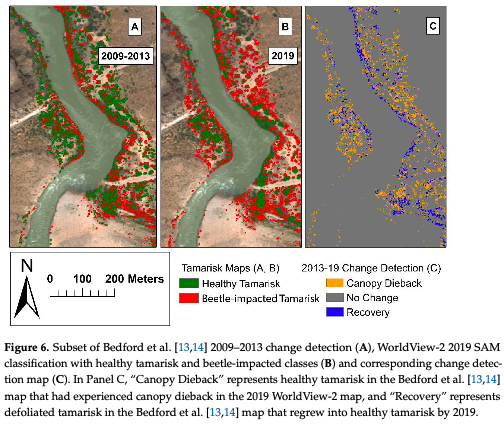 A
2009-2013
B
2019
C
N
0 100 200 Meters
Tamarisk Maps (A, B)
Healthy Tamarisk
Beetle-impacted Tamarisk
2013-19 Change Detection (C)
Canopy Dieback
No Change
Recovery
Figure 6. Subset of Bedford et al. [13,14] 2009–2013 change detection (A), WorldView-2 2019 SAM
classification with healthy tamarisk and beetle-impacted classes (B) and corresponding change detec-
tion map (C). In Panel C, “Canopy Dieback” represents healthy tamarisk in the Bedford et al. [13,14]
map that had experienced canopy dieback in the 2019 WorldView-2 map, and “Recovery” represents
defoliated tamarisk in the Bedford et al. [13,14] map that regrew into healthy tamarisk by 2019.